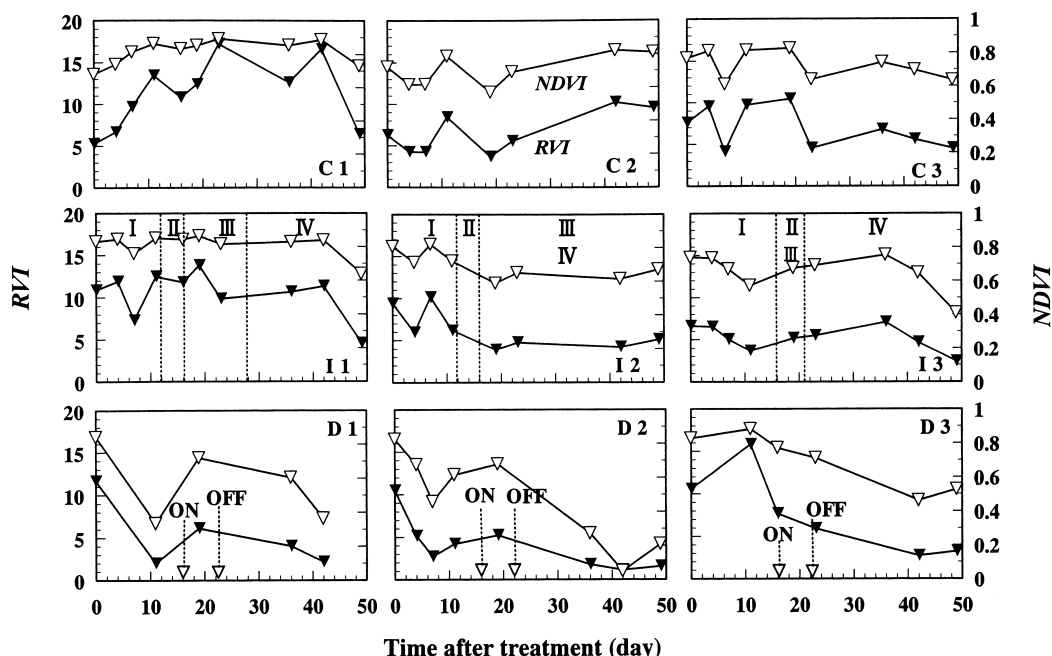 20
15
10
5
0
C 1
NDVI
RVI
C 2
C 3
1
0.8
0.6
0.4
0.2
0
RVI
20
15
10
5
0
I II III IV
I 1
I II III
IV
I 2
I II IV
III
I 3
1
0.8
0.6
0.4
0.2
0
NDVI
20
15
10
5
0
D 1
ON OFF
D 2
ON OFF
D 3
ON OFF
1
0.8
0.6
0.4
0.2
0
0 10 20 30 40 50 0 10 20 30 40 50 0 10 20 30 40 50
Time after treatment (day)